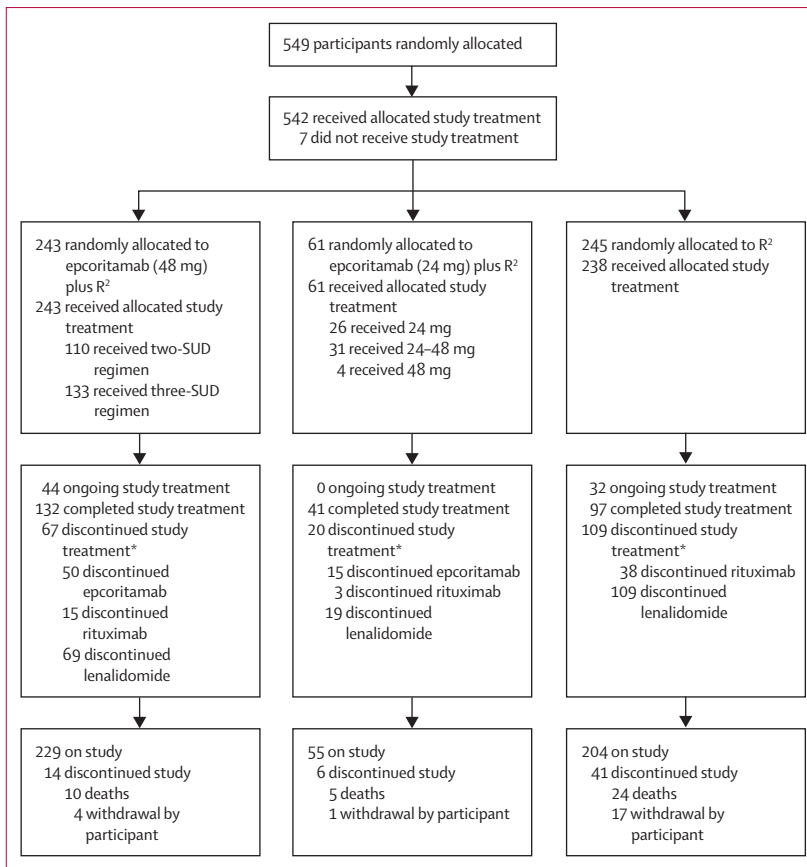 549 participants randomly allocated
542 received allocated study treatment
7 did not receive study treatment
243 randomly allocated to
epcoritamab (48 mg)
plus R²
243 received allocated study
treatment
110 received two-SUD
regimen
133 received three-SUD
regimen
61 randomly allocated to
epcoritamab (24 mg) plus R²
61 received allocated study
treatment
26 received 24 mg
31 received 24–48 mg
4 received 48 mg
245 randomly allocated to R²
238 received allocated study
treatment
44 ongoing study treatment
132 completed study treatment
67 discontinued study
treatment*
50 discontinued
epcoritamab
15 discontinued
rituximab
69 discontinued
lenalidomide
0 ongoing study treatment
41 completed study treatment
20 discontinued study
treatment*
15 discontinued epcoritamab
3 discontinued rituximab
19 discontinued
lenalidomide
32 ongoing study treatment
97 completed study treatment
109 discontinued study
treatment*
38 discontinued rituximab
109 discontinued
lenalidomide
229 on study
14 discontinued study
10 deaths
4 withdrawal by
participant
55 on study
6 discontinued study
5 deaths
1 withdrawal by participant
204 on study
41 discontinued study
24 deaths
17 withdrawal by
participant